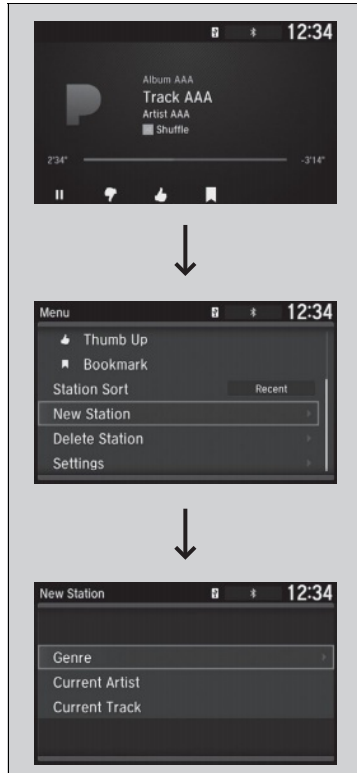 12:34
Album AAA
Track AAA
Artist AAA
Shuffle
2'34" -3'14"
Menu 12:34
Thumb Up
Bookmark
Station Sort Recent
New Station
Delete Station
Settings
New Station 12:34
Genre
Current Artist
Current Track